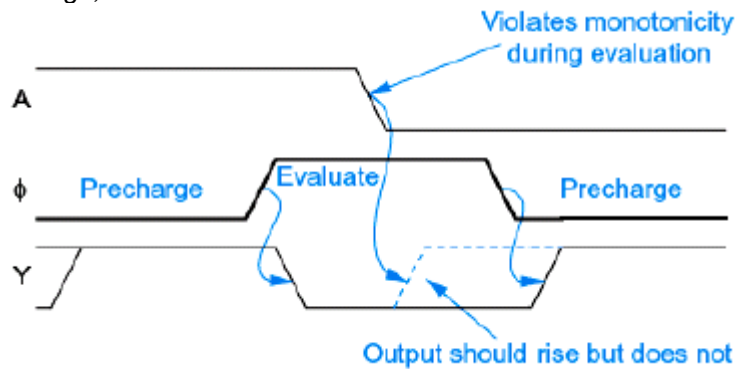 Violates monotonicity
during evaluation
A
ϕ Precharge Evaluate Precharge
Y
Output should rise but does not